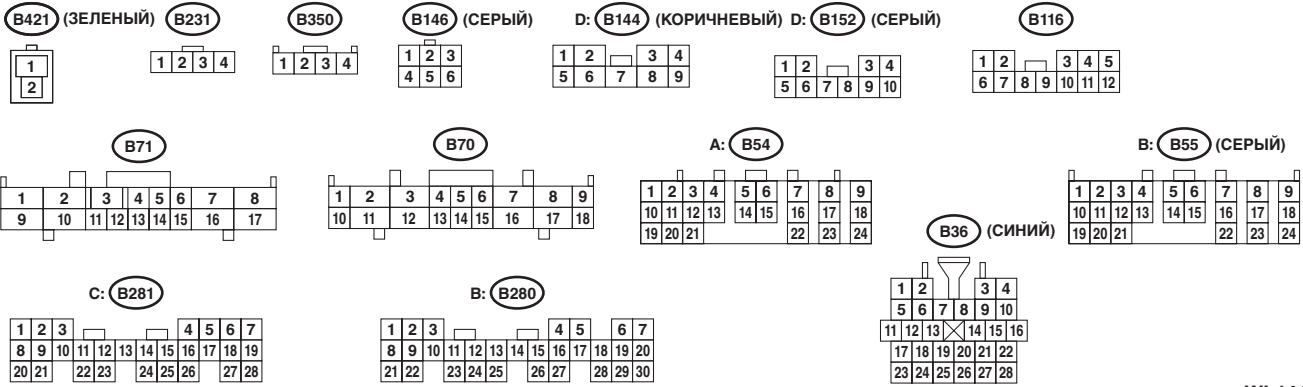 B421 (ЗЕЛЕНЫЙ) B231 B350 B146 (СЕРЫЙ) D: B144 (КОРИЧНЕВЫЙ) D: B152 (СЕРЫЙ) B116
1 1 2 3 4 1 2 3 4 1 2 3 1 2 3 4 1 2 3 4 1 2 3 4 5
2 4 5 6 5 6 7 8 9 5 6 7 8 9 10 6 7 8 9 10 11 12
B71 B70 A: B54 B: B55 (СЕРЫЙ)
1 2 3 4 5 6 7 8 1 2 3 4 5 6 7 8 9 1 2 3 4 5 6 7 8 9 1 2 3 4 5 6 7 8 9
9 10 11 12 13 14 15 16 17 10 11 12 13 14 15 16 17 18 10 11 12 13 14 15 16 17 18 10 11 12 13 14 15 16 17 18
19 20 21 22 23 24 19 20 21 22 23 24
B36 (СИНИЙ)
C: B281 B: B280
1 2 3 4
5 6 7 8 9 10
11 12 13 14 15 16
17 18 19 20 21 22
23 24 25 26 27 28
1 2 3 4 5 6 7 1 2 3 4 5 6 7
8 9 10 11 12 13 14 15 16 17 18 19 8 9 10 11 12 13 14 15 16 17 18 19 20
20 21 22 23 24 25 26 27 28 21 22 23 24 25 26 27 28 29 30